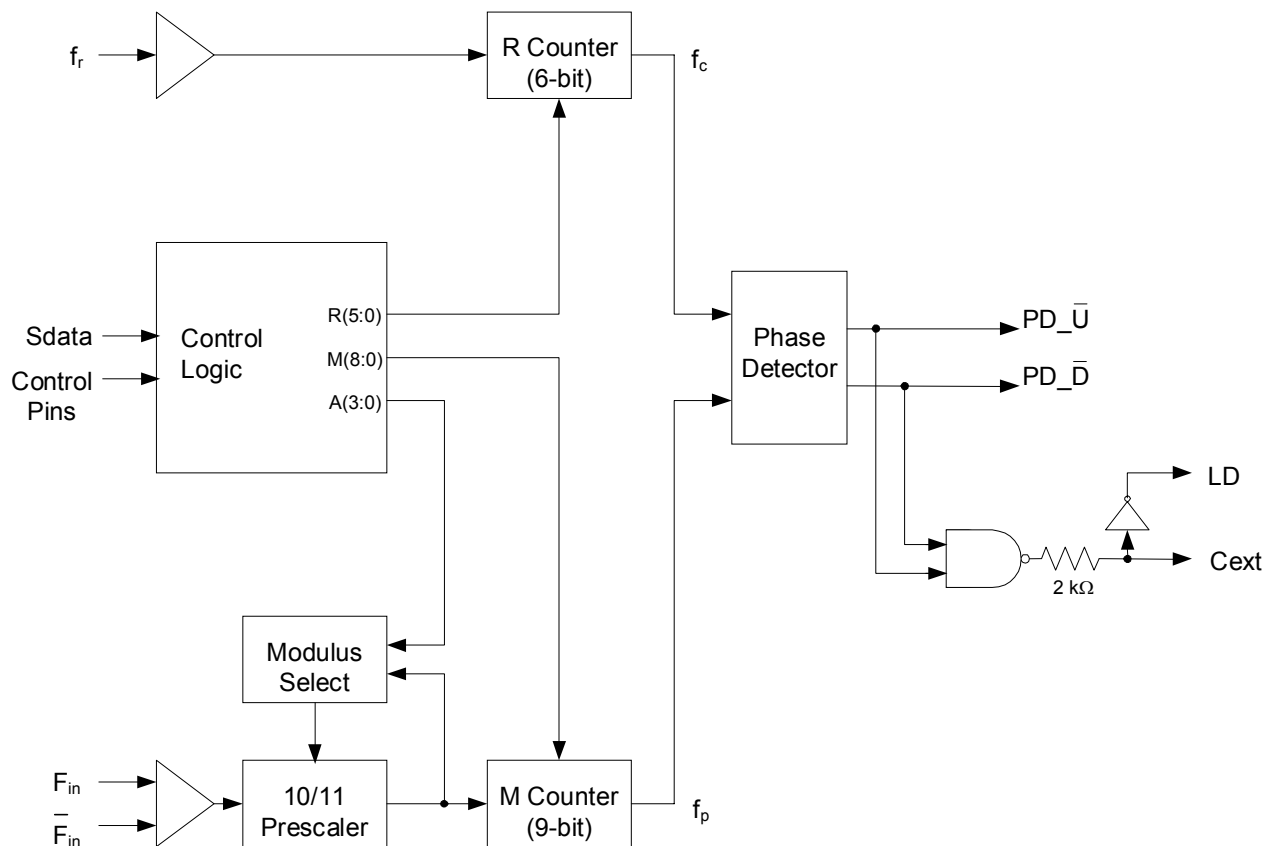 fr
R Counter
(6-bit)
fc
Sdata
Control
Pins
Control
Logic
R(5:0)
M(8:0)
A(3:0)
Phase
Detector
PD_U̅
PD_D̅
LD
Cext
2 kΩ
Modulus
Select
Fin
F̅in
10/11
Prescaler
M Counter
(9-bit)
fp